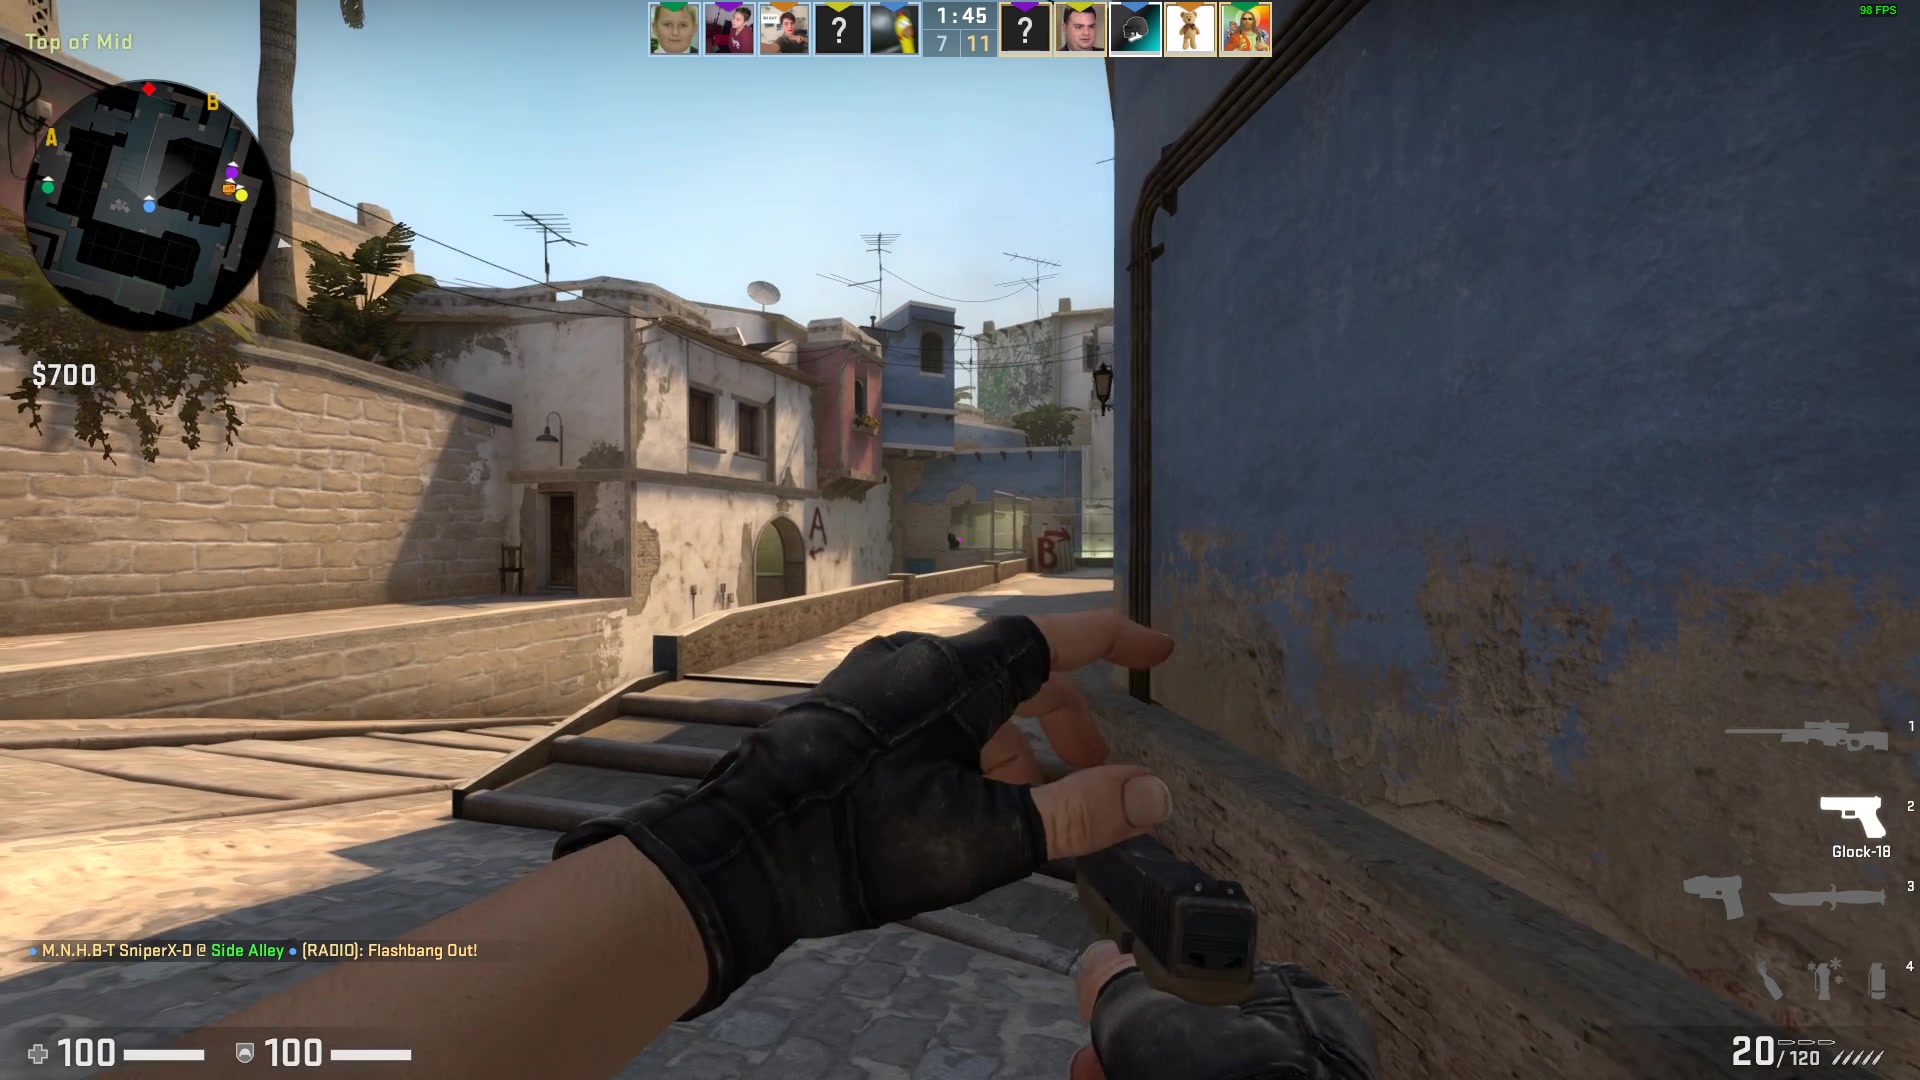 98 FPS
Top of Mid
1:45
7 11
? ?
B
A
$700
A
B
1
2
Glock-18
3
4
M.N.H.B-T SniperX-D @ Side Alley ● (RADIO): Flashbang Out!
100 100
20/120